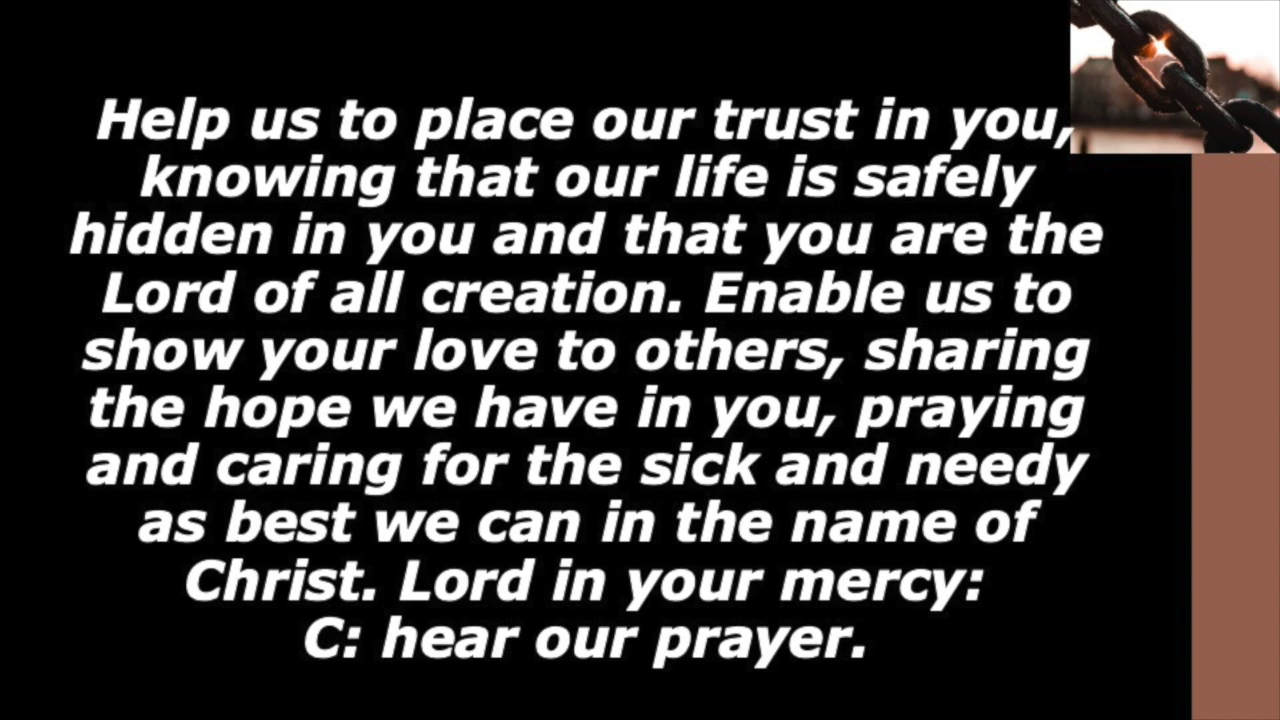 Help us to place our trust in you,
knowing that our life is safely
hidden in you and that you are the
Lord of all creation. Enable us to
show your love to others, sharing
the hope we have in you, praying
and caring for the sick and needy
as best we can in the name of
Christ. Lord in your mercy:
C: hear our prayer.